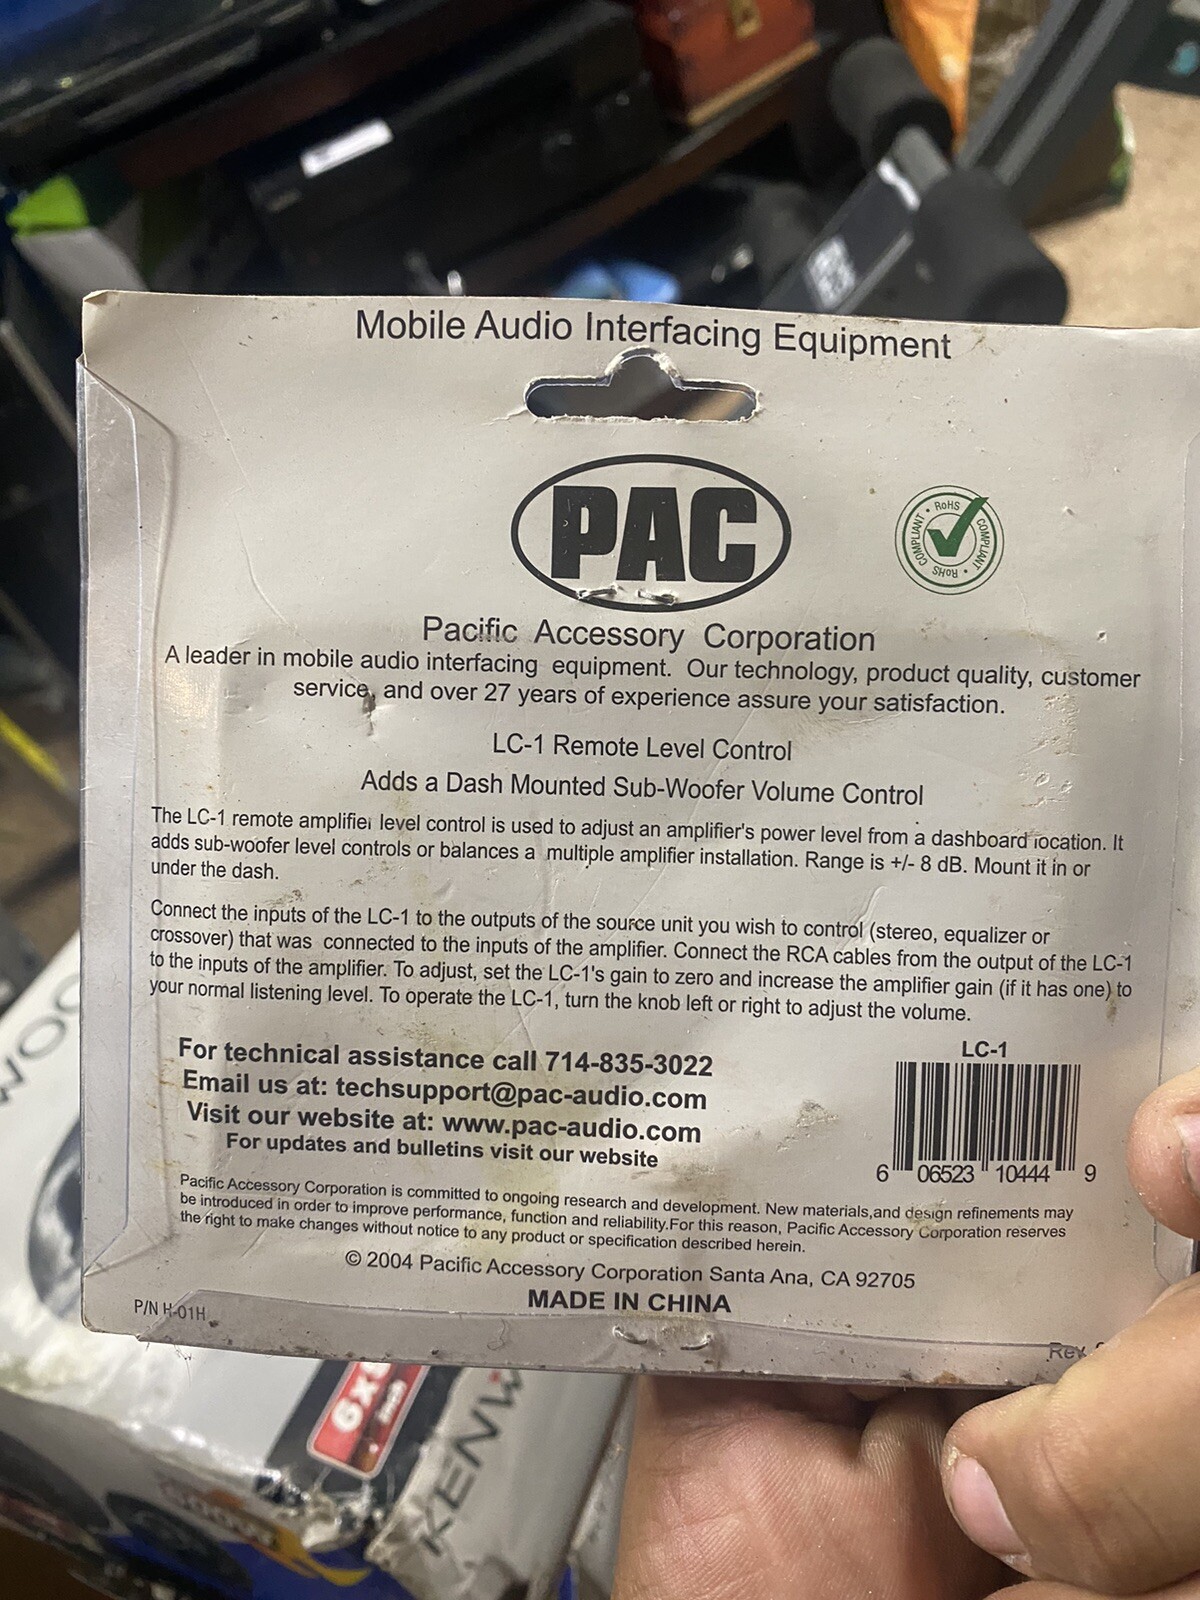 Mobile Audio Interfacing Equipment
PAC
RoHS • COMPLIANT • RoHS • COMPLIANT •
Pacific Accessory Corporation
A leader in mobile audio interfacing equipment. Our technology, product quality, customer
service, and over 27 years of experience assure your satisfaction.
LC-1 Remote Level Control
Adds a Dash Mounted Sub-Woofer Volume Control
The LC-1 remote amplifier level control is used to adjust an amplifier's power level from a dashboard location. It
adds sub-woofer level controls or balances a multiple amplifier installation. Range is +/- 8 dB. Mount it in or
under the dash.
Connect the inputs of the LC-1 to the outputs of the source unit you wish to control (stereo, equalizer or
crossover) that was connected to the inputs of the amplifier. Connect the RCA cables from the output of the LC-1
to the inputs of the amplifier. To adjust, set the LC-1's gain to zero and increase the amplifier gain (if it has one) to
your normal listening level. To operate the LC-1, turn the knob left or right to adjust the volume.
For technical assistance call 714-835-3022
Email us at: techsupport@pac-audio.com
Visit our website at: www.pac-audio.com
For updates and bulletins visit our website
LC-1
6 06523 10444 9
Pacific Accessory Corporation is committed to ongoing research and development. New materials,and design refinements may
be introduced in order to improve performance, function and reliability.For this reason, Pacific Accessory Corporation reserves
the right to make changes without notice to any product or specification described herein.
© 2004 Pacific Accessory Corporation Santa Ana, CA 92705
MADE IN CHINA
P/N H-01H
Rev
WOO
KENW